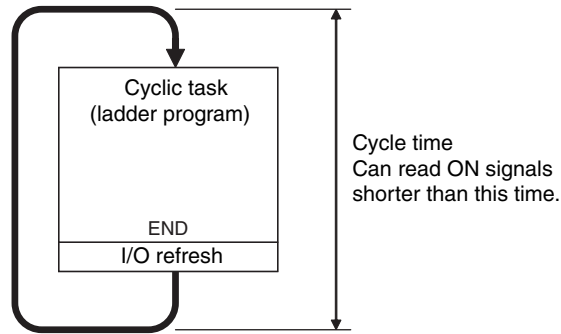 Cyclic task
(ladder program)
END
I/O refresh
Cycle time
Can read ON signals
shorter than this time.